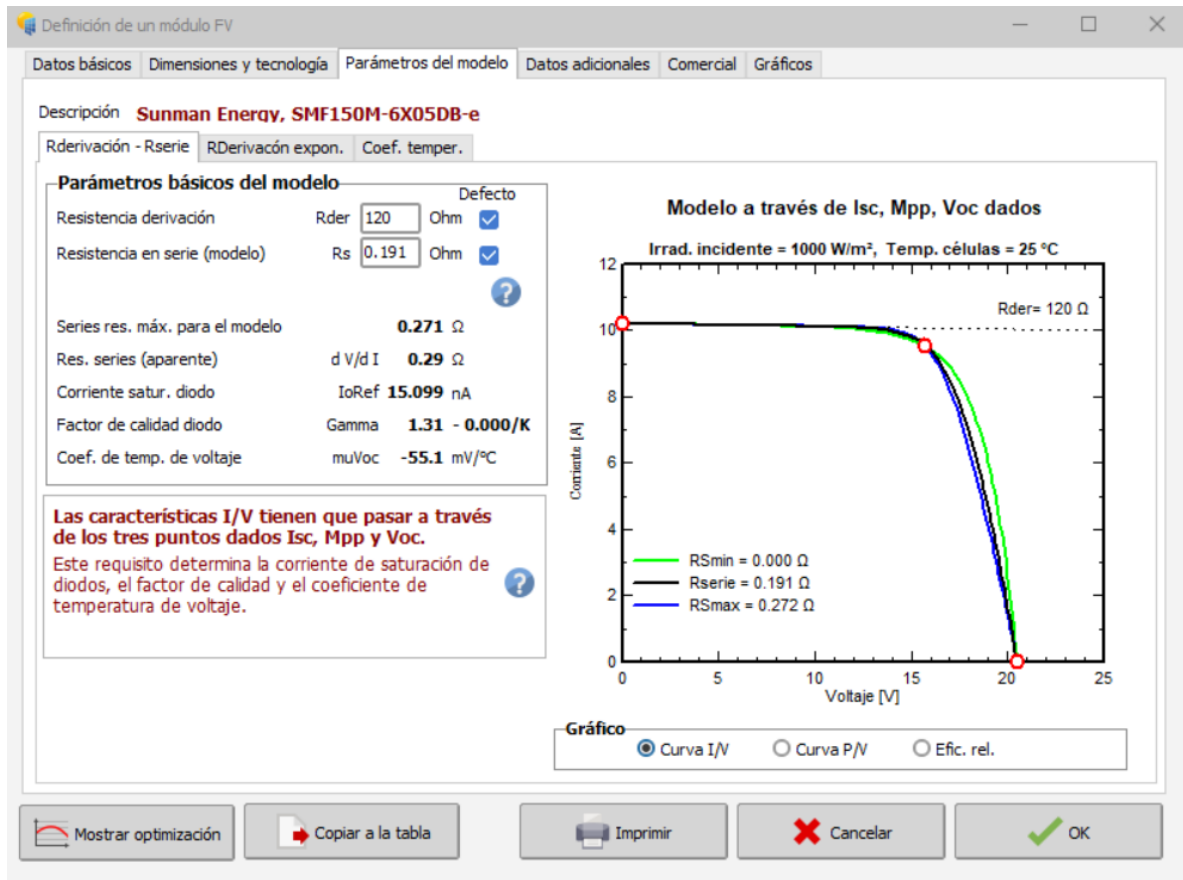 Definición de un módulo FV
Datos básicos Dimensiones y tecnología Parámetros del modelo Datos adicionales Comercial Gráficos
Descripción Sunman Energy, SMF150M-6X05DB-e
Rderivación - Rserie RDerivacón expon. Coef. temper.
Parámetros básicos del modelo
Defecto
Resistencia derivación Rder 120 Ohm
Resistencia en serie (modelo) Rs 0.191 Ohm
?
Series res. máx. para el modelo 0.271 Ω
Res. series (aparente) d V/d I 0.29 Ω
Corriente satur. diodo IoRef 15.099 nA
Factor de calidad diodo Gamma 1.31 - 0.000/K
Coef. de temp. de voltaje muVoc -55.1 mV/°C
Las características I/V tienen que pasar a través
de los tres puntos dados Isc, Mpp y Voc.
Este requisito determina la corriente de saturación de
diodos, el factor de calidad y el coeficiente de
temperatura de voltaje.
?
Modelo a través de Isc, Mpp, Voc dados
Irrad. incidente = 1000 W/m², Temp. células = 25 °C
12
10
8
6
4
2
0
Corriente [A]
Rder= 120 Ω
RSmin = 0.000 Ω
Rserie = 0.191 Ω
RSmax = 0.272 Ω
0 5 10 15 20 25
Voltaje [V]
Gráfico
Curva I/V Curva P/V Efic. rel.
Mostrar optimización Copiar a la tabla Imprimir Cancelar OK